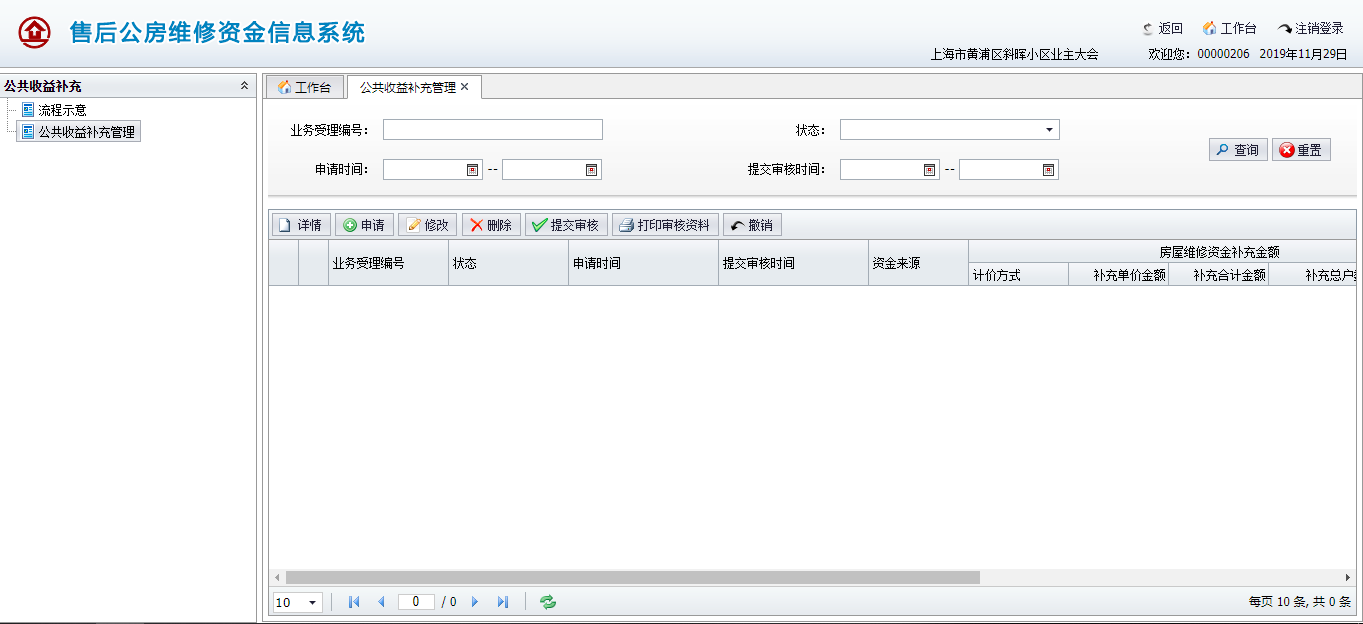 售后公房维修资金信息系统
返回 工作台 注销登录
上海市黄浦区斜晖小区业主大会 欢迎您：00000206 2019年11月29日
公共收益补充
流程示意
公共收益补充管理
工作台 公共收益补充管理
业务受理编号： 状态：
申请时间： -- 提交审核时间： --
查询 重置
详情 申请 修改 删除 提交审核 打印审核资料 撤销
业务受理编号 状态 申请时间 提交审核时间 资金来源 房屋维修资金补充金额
计价方式 补充单价金额 补充合计金额 补充总户
10 0 / 0 每页 10 条, 共 0 条